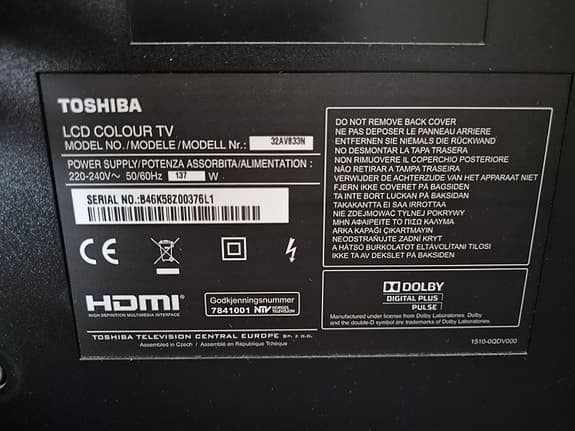 TOSHIBA
LCD COLOUR TV
MODEL NO./MODELE/MODELL Nr.: 32AV833N
POWER SUPPLY/POTENZA ASSORBITA/ALIMENTATION :
220-240V~ 50/60Hz 137 W
SERIAL NO.:B46K58Z00376L1
CE
HDMI
HIGH DEFINITION MULTIMEDIA INTERFACE
Godkjenningsnummer
7841001 NTV NORGES TELEVISJON
TOSHIBA TELEVISION CENTRAL EUROPE SP. z O.O.
Assembled in Czech / Assemblé en République Tchèque
DO NOT REMOVE BACK COVER
NE PAS DEPOSER LE PANNEAU ARRIERE
ENTFERNEN SIE NIEMALS DIE RÜCKWAND
NO DESMONTAR LA TAPA TRASERA
NON RIMUOVERE IL COPERCHIO POSTERIORE
NÃO RETIRAR A TAMPA TRASEIRA
VERWIJDER DE ACHTERZUDE VAN HET APPARAAT NIET
FJERN IKKE COVERET PÅ BAGSIDEN
TA INTE BORT LUCKAN PÅ BAKSIDAN
TAKAKANTTA EI SAA IRROTTAA
NIE ZDEJMOWAĆ TYLNEJ POKRYWY
ΜΗΝ ΑΦΑΙΡΕΙΤΕ ΤΟ ΠΙΣΩ ΚΑΛΥΜΑ
ARKA KAPAĞI ÇIKARTMAYIN
NEODSTRAŇUJTE ZADNÍ KRYT
A HÁTSÓ BURKOLATOT ELTÁVOLÍTANI TILOSI
IKKE TA AV DEKSLET PÅ BAKSIDEN
DOLBY
DIGITAL PLUS
PULSE
Manufactured under license from Dolby Laboratories. Dolby
and the double-D symbol are trademarks of Dolby Laboratories.
1510-0QDV000